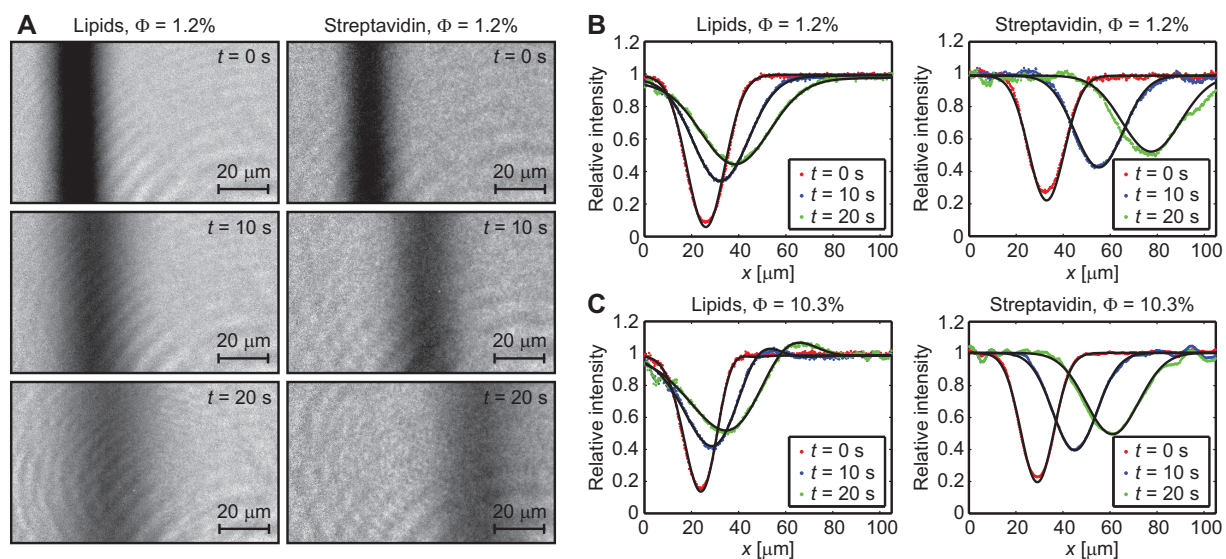 A
Lipids, Φ = 1.2%
Streptavidin, Φ = 1.2%
t = 0 s
20 μm
t = 0 s
20 μm
t = 10 s
20 μm
t = 10 s
20 μm
t = 20 s
20 μm
t = 20 s
20 μm
B
Lipids, Φ = 1.2%
Relative intensity
1.2
1
0.8
0.6
0.4
0.2
0
t = 0 s
t = 10 s
t = 20 s
0 20 40 60 80 100
x [μm]
Streptavidin, Φ = 1.2%
Relative intensity
1.2
1
0.8
0.6
0.4
0.2
0
t = 0 s
t = 10 s
t = 20 s
0 20 40 60 80 100
x [μm]
C
Lipids, Φ = 10.3%
Relative intensity
1.2
1
0.8
0.6
0.4
0.2
0
t = 0 s
t = 10 s
t = 20 s
0 20 40 60 80 100
x [μm]
Streptavidin, Φ = 10.3%
Relative intensity
1.2
1
0.8
0.6
0.4
0.2
0
t = 0 s
t = 10 s
t = 20 s
0 20 40 60 80 100
x [μm]